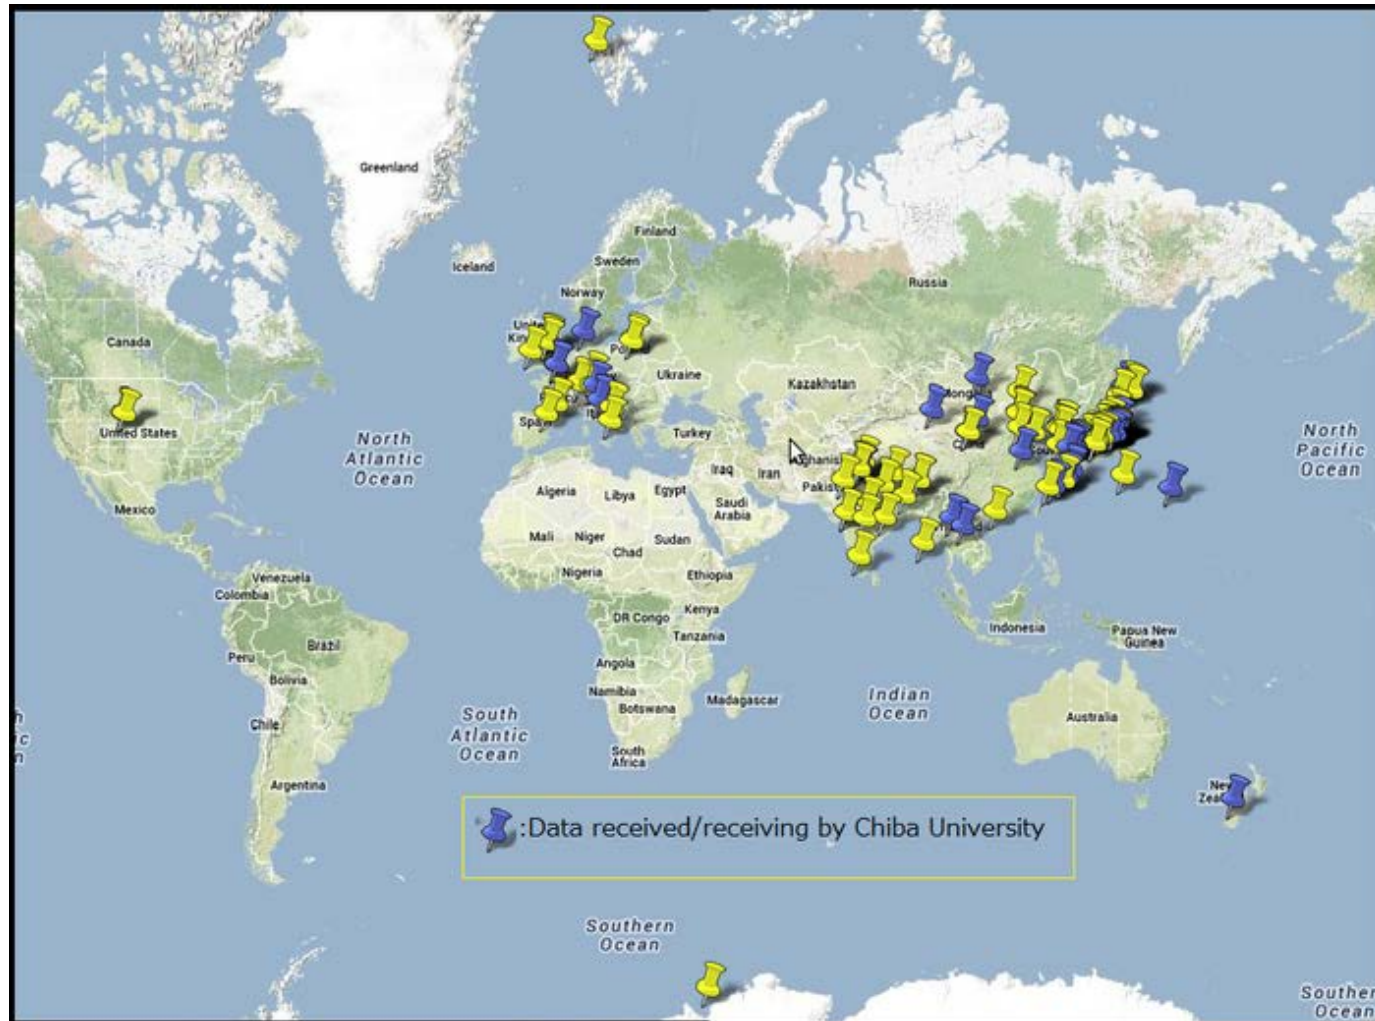 Greenland
Finland
Iceland
Sweden
Russia
Norway
Canada
Ukraine
Kazakhstan
United States
North
Atlantic
Ocean
Turkey
North
Pacific
Ocean
Iraq
Iran
Algeria
Libya
Egypt
Saudi
Arabia
Mexico
Mali
Niger
Sudan
Chad
Nigeria
Ethiopia
Venezuela
Colombia
Kenya
DR Congo
Indonesia
Papua New
Guinea
Tanzania
Brazil
Peru
Angola
Bolivia
Namibia
Botswana
Madagascar
Indian
Ocean
Chile
South
Atlantic
Ocean
Australia
South
Africa
Argentina
:Data received/receiving by Chiba University
Southern
Ocean
Ocean